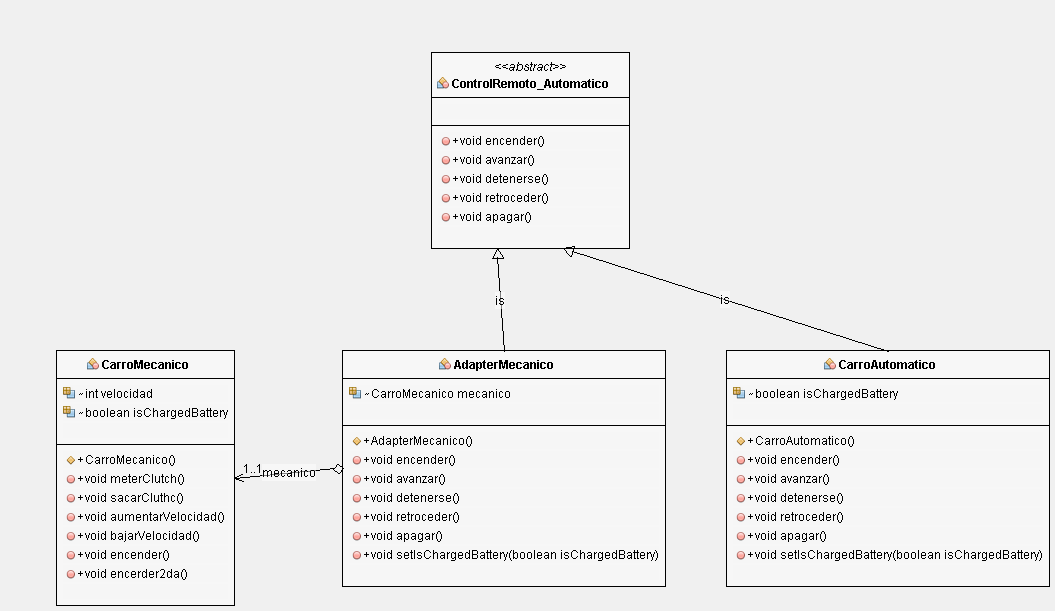 <<abstract>>
ControlRemoto_Automatico
+void encender()
+void avanzar()
+void detenerse()
+void retroceder()
+void apagar()
is
is
CarroMecanico
~int velocidad
~boolean isChargedBattery
+CarroMecanico()
+void meterClutch()
+void sacarCluthc()
+void aumentarVelocidad()
+void bajarVelocidad()
+void encender()
+void encerder2da()
1..1
mecanico
AdapterMecanico
~CarroMecanico mecanico
+AdapterMecanico()
+void encender()
+void avanzar()
+void detenerse()
+void retroceder()
+void apagar()
+void setIsChargedBattery(boolean isChargedBattery)
CarroAutomatico
~boolean isChargedBattery
+CarroAutomatico()
+void encender()
+void avanzar()
+void detenerse()
+void retroceder()
+void apagar()
+void setIsChargedBattery(boolean isChargedBattery)